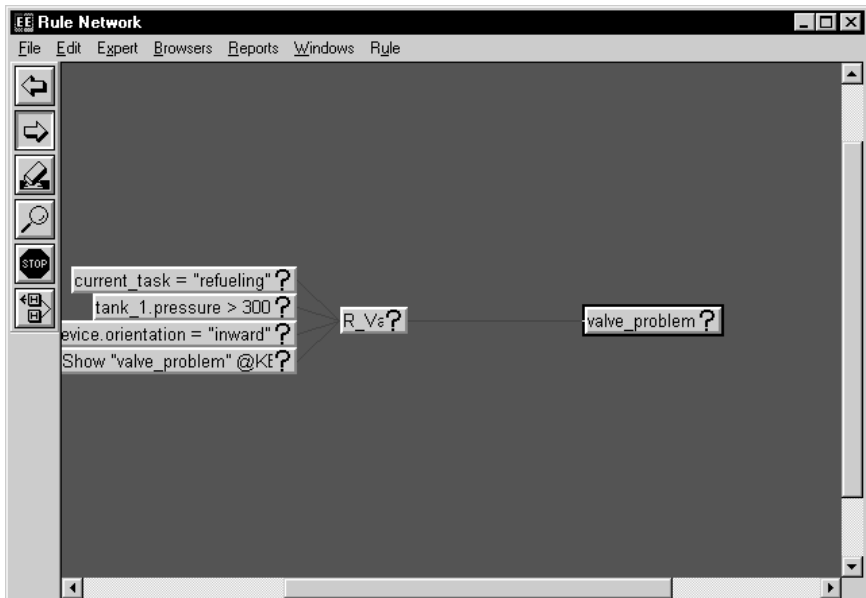 Rule Network
File Edit Expert Browsers Reports Windows Rule
STOP
current_task = "refueling" ?
tank_1.pressure > 300 ?
evice.orientation = "inward" ?
Show "valve_problem" @KE ?
R_Va ?
valve_problem ?
H
H